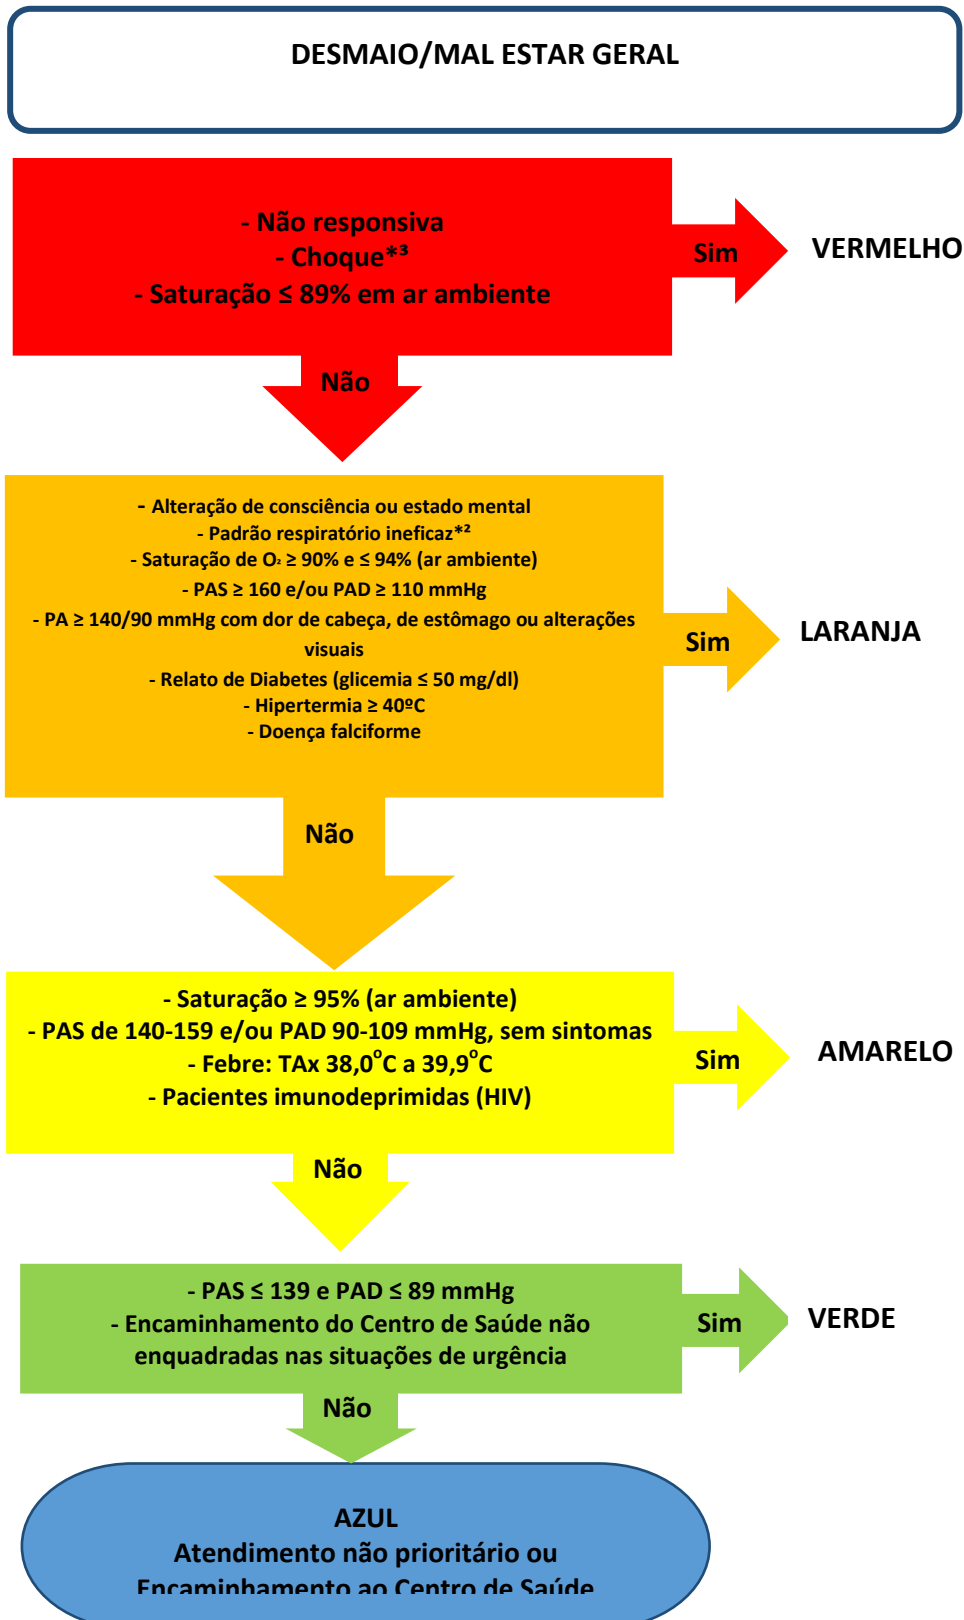 DESMAIO/MAL ESTAR GERAL
- Não responsiva
- Choque*³
- Saturação ≤ 89% em ar ambiente
Sim
VERMELHO
Não
- Alteração de consciência ou estado mental
- Padrão respiratório ineficaz*²
- Saturação de O₂ ≥ 90% e ≤ 94% (ar ambiente)
- PAS ≥ 160 e/ou PAD ≥ 110 mmHg
- PA ≥ 140/90 mmHg com dor de cabeça, de estômago ou alterações
visuais
- Relato de Diabetes (glicemia ≤ 50 mg/dl)
- Hipertermia ≥ 40ºC
- Doença falciforme
Sim
LARANJA
Não
- Saturação ≥ 95% (ar ambiente)
- PAS de 140-159 e/ou PAD 90-109 mmHg, sem sintomas
- Febre: TAx 38,0°C a 39,9°C
- Pacientes imunodeprimidas (HIV)
Sim
AMARELO
Não
- PAS ≤ 139 e PAD ≤ 89 mmHg
- Encaminhamento do Centro de Saúde não
enquadradas nas situações de urgência
Sim
VERDE
Não
AZUL
Atendimento não prioritário ou
Encaminhamento ao Centro de Saúde